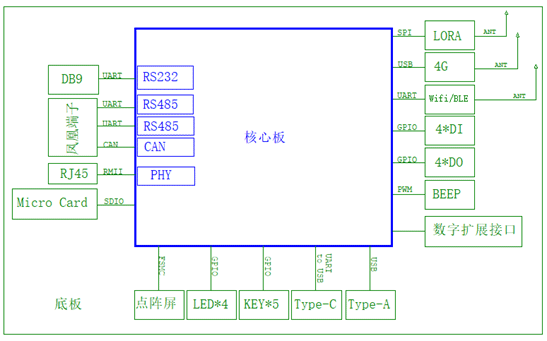 SPI LORA ANT
USB 4G ANT
DB9 UART RS232
UART Wifi/BLE ANT
凤凰端子
UART RS485
UART RS485
CAN CAN
核心板
GPIO 4*DI
RJ45 RMII PHY
GPIO 4*DO
Micro Card SDIO
PWM BEEP
数字扩展接口
FSMC
GPIO
GPIO
UART
to USB
USB
底板
点阵屏 LED*4 KEY*5 Type-C Type-A